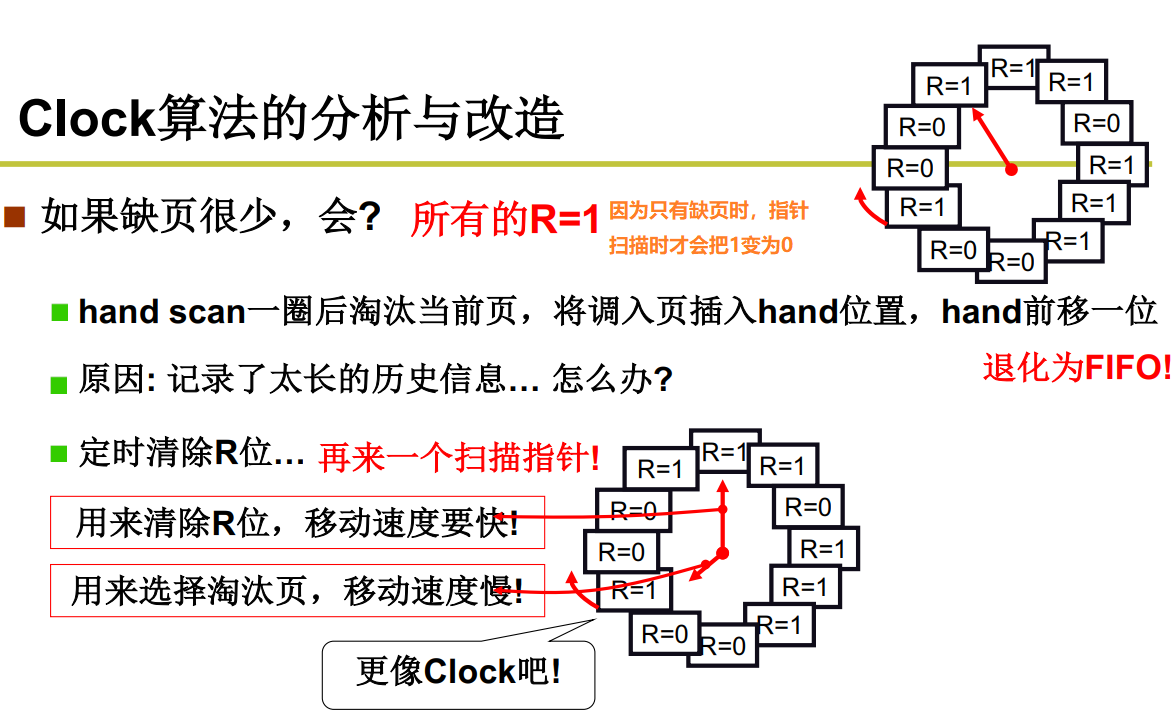 Clock算法的分析与改造
R=1
R=1
R=1
R=0
R=0
R=0
R=1
R=1
R=1
R=0
R=1
R=0
如果缺页很少，会?
所有的R=1
因为只有缺页时，指针
扫描时才会把1变为0
hand scan一圈后淘汰当前页，将调入页插入hand位置，hand前移一位
退化为FIFO!
原因: 记录了太长的历史信息… 怎么办?
定时清除R位…
再来一个扫描指针!
用来清除R位，移动速度要快!
用来选择淘汰页，移动速度慢!
R=1
R=1
R=1
R=0
R=0
R=0
R=1
R=1
R=1
R=0
R=1
R=0
更像Clock吧!